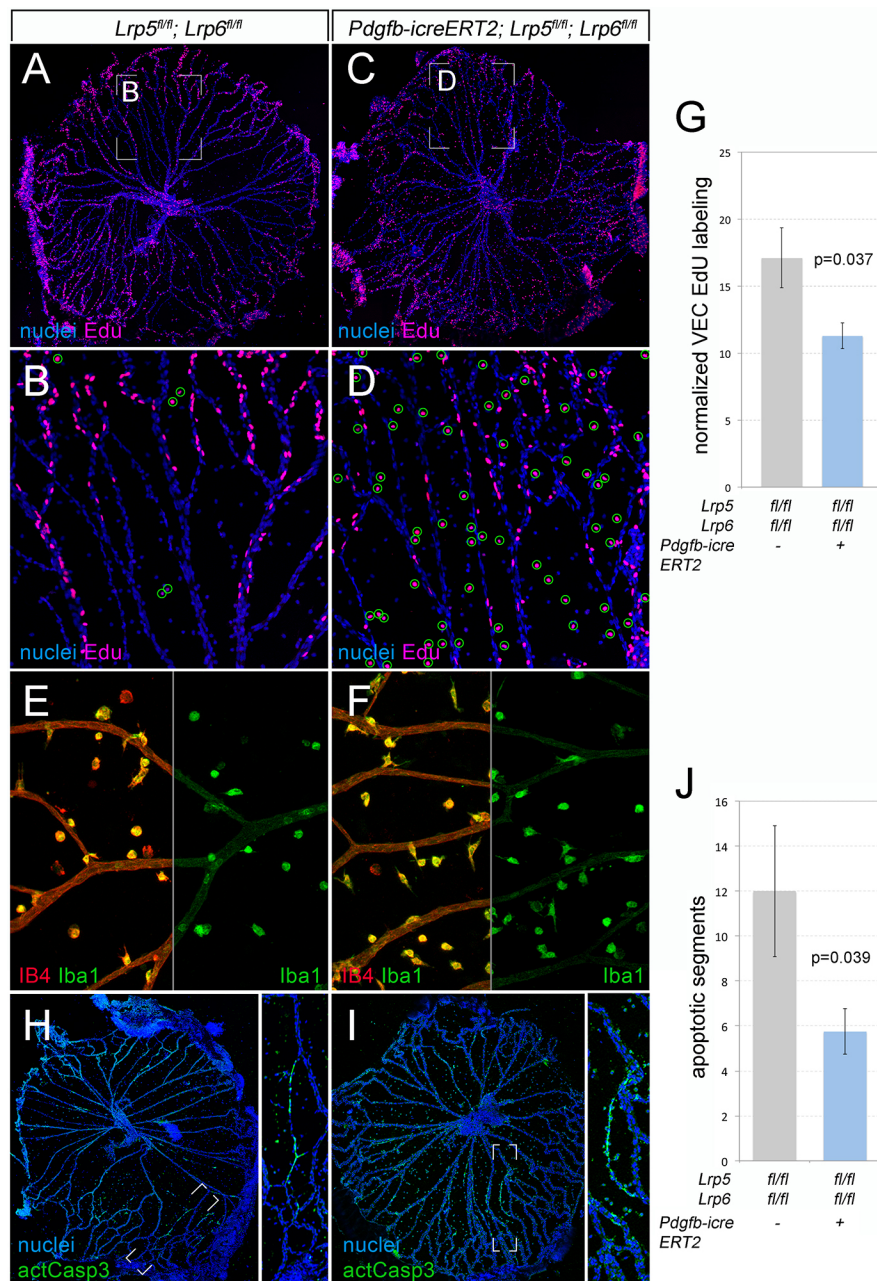 Lrp5fl/fl; Lrp6fl/fl
Pdgfb-icreERT2; Lrp5fl/fl; Lrp6fl/fl
A
B
nuclei Edu
C
D
nuclei Edu
B
nuclei Edu
D
nuclei Edu
E
IB4 Iba1
Iba1
F
IB4 Iba1
Iba1
H
nuclei
actCasp3
I
nuclei
actCasp3
G
normalized VEC EdU labeling
25
20
15
10
5
0
p=0.037
Lrp5 fl/fl fl/fl
Lrp6 fl/fl fl/fl
Pdgfb-icre - +
ERT2
J
apoptotic segments
16
14
12
10
8
6
4
2
0
p=0.039
Lrp5 fl/fl fl/fl
Lrp6 fl/fl fl/fl
Pdgfb-icre - +
ERT2